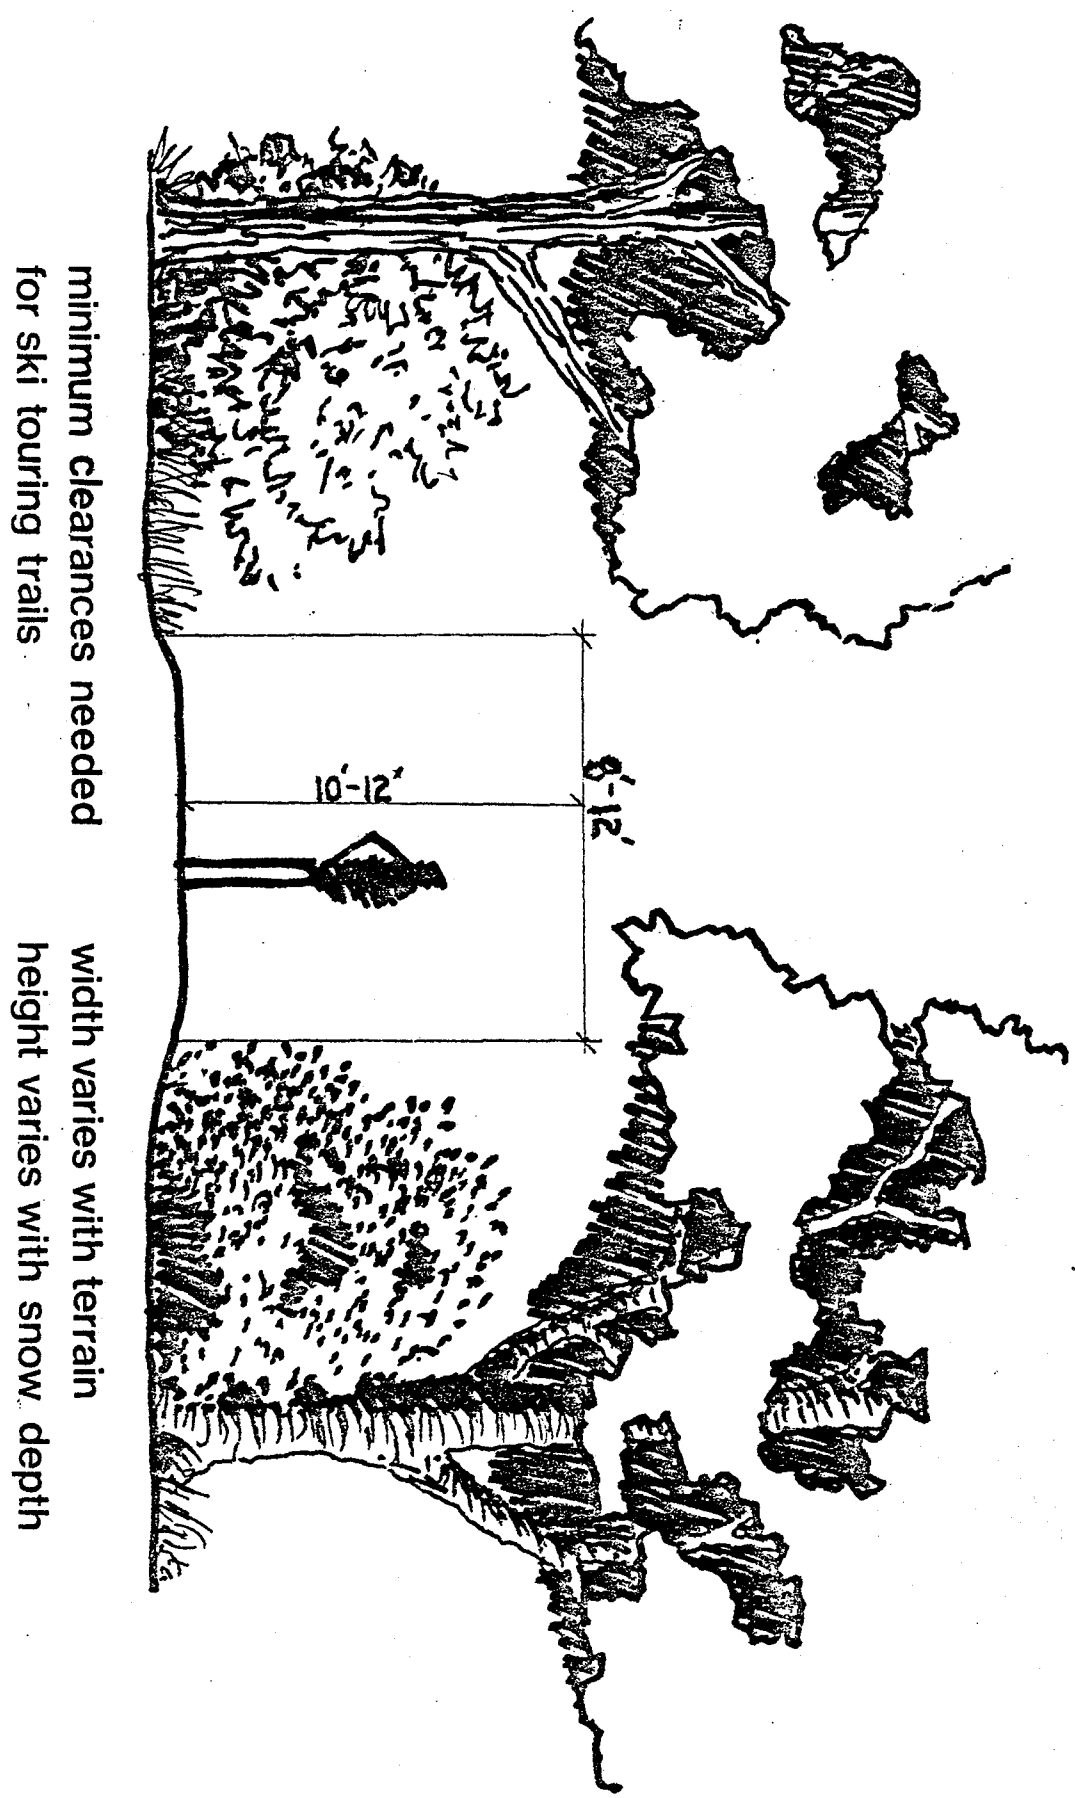 8'-12'
10'-12'
minimum clearances needed
for ski touring trails
width varies with terrain
height varies with snow depth